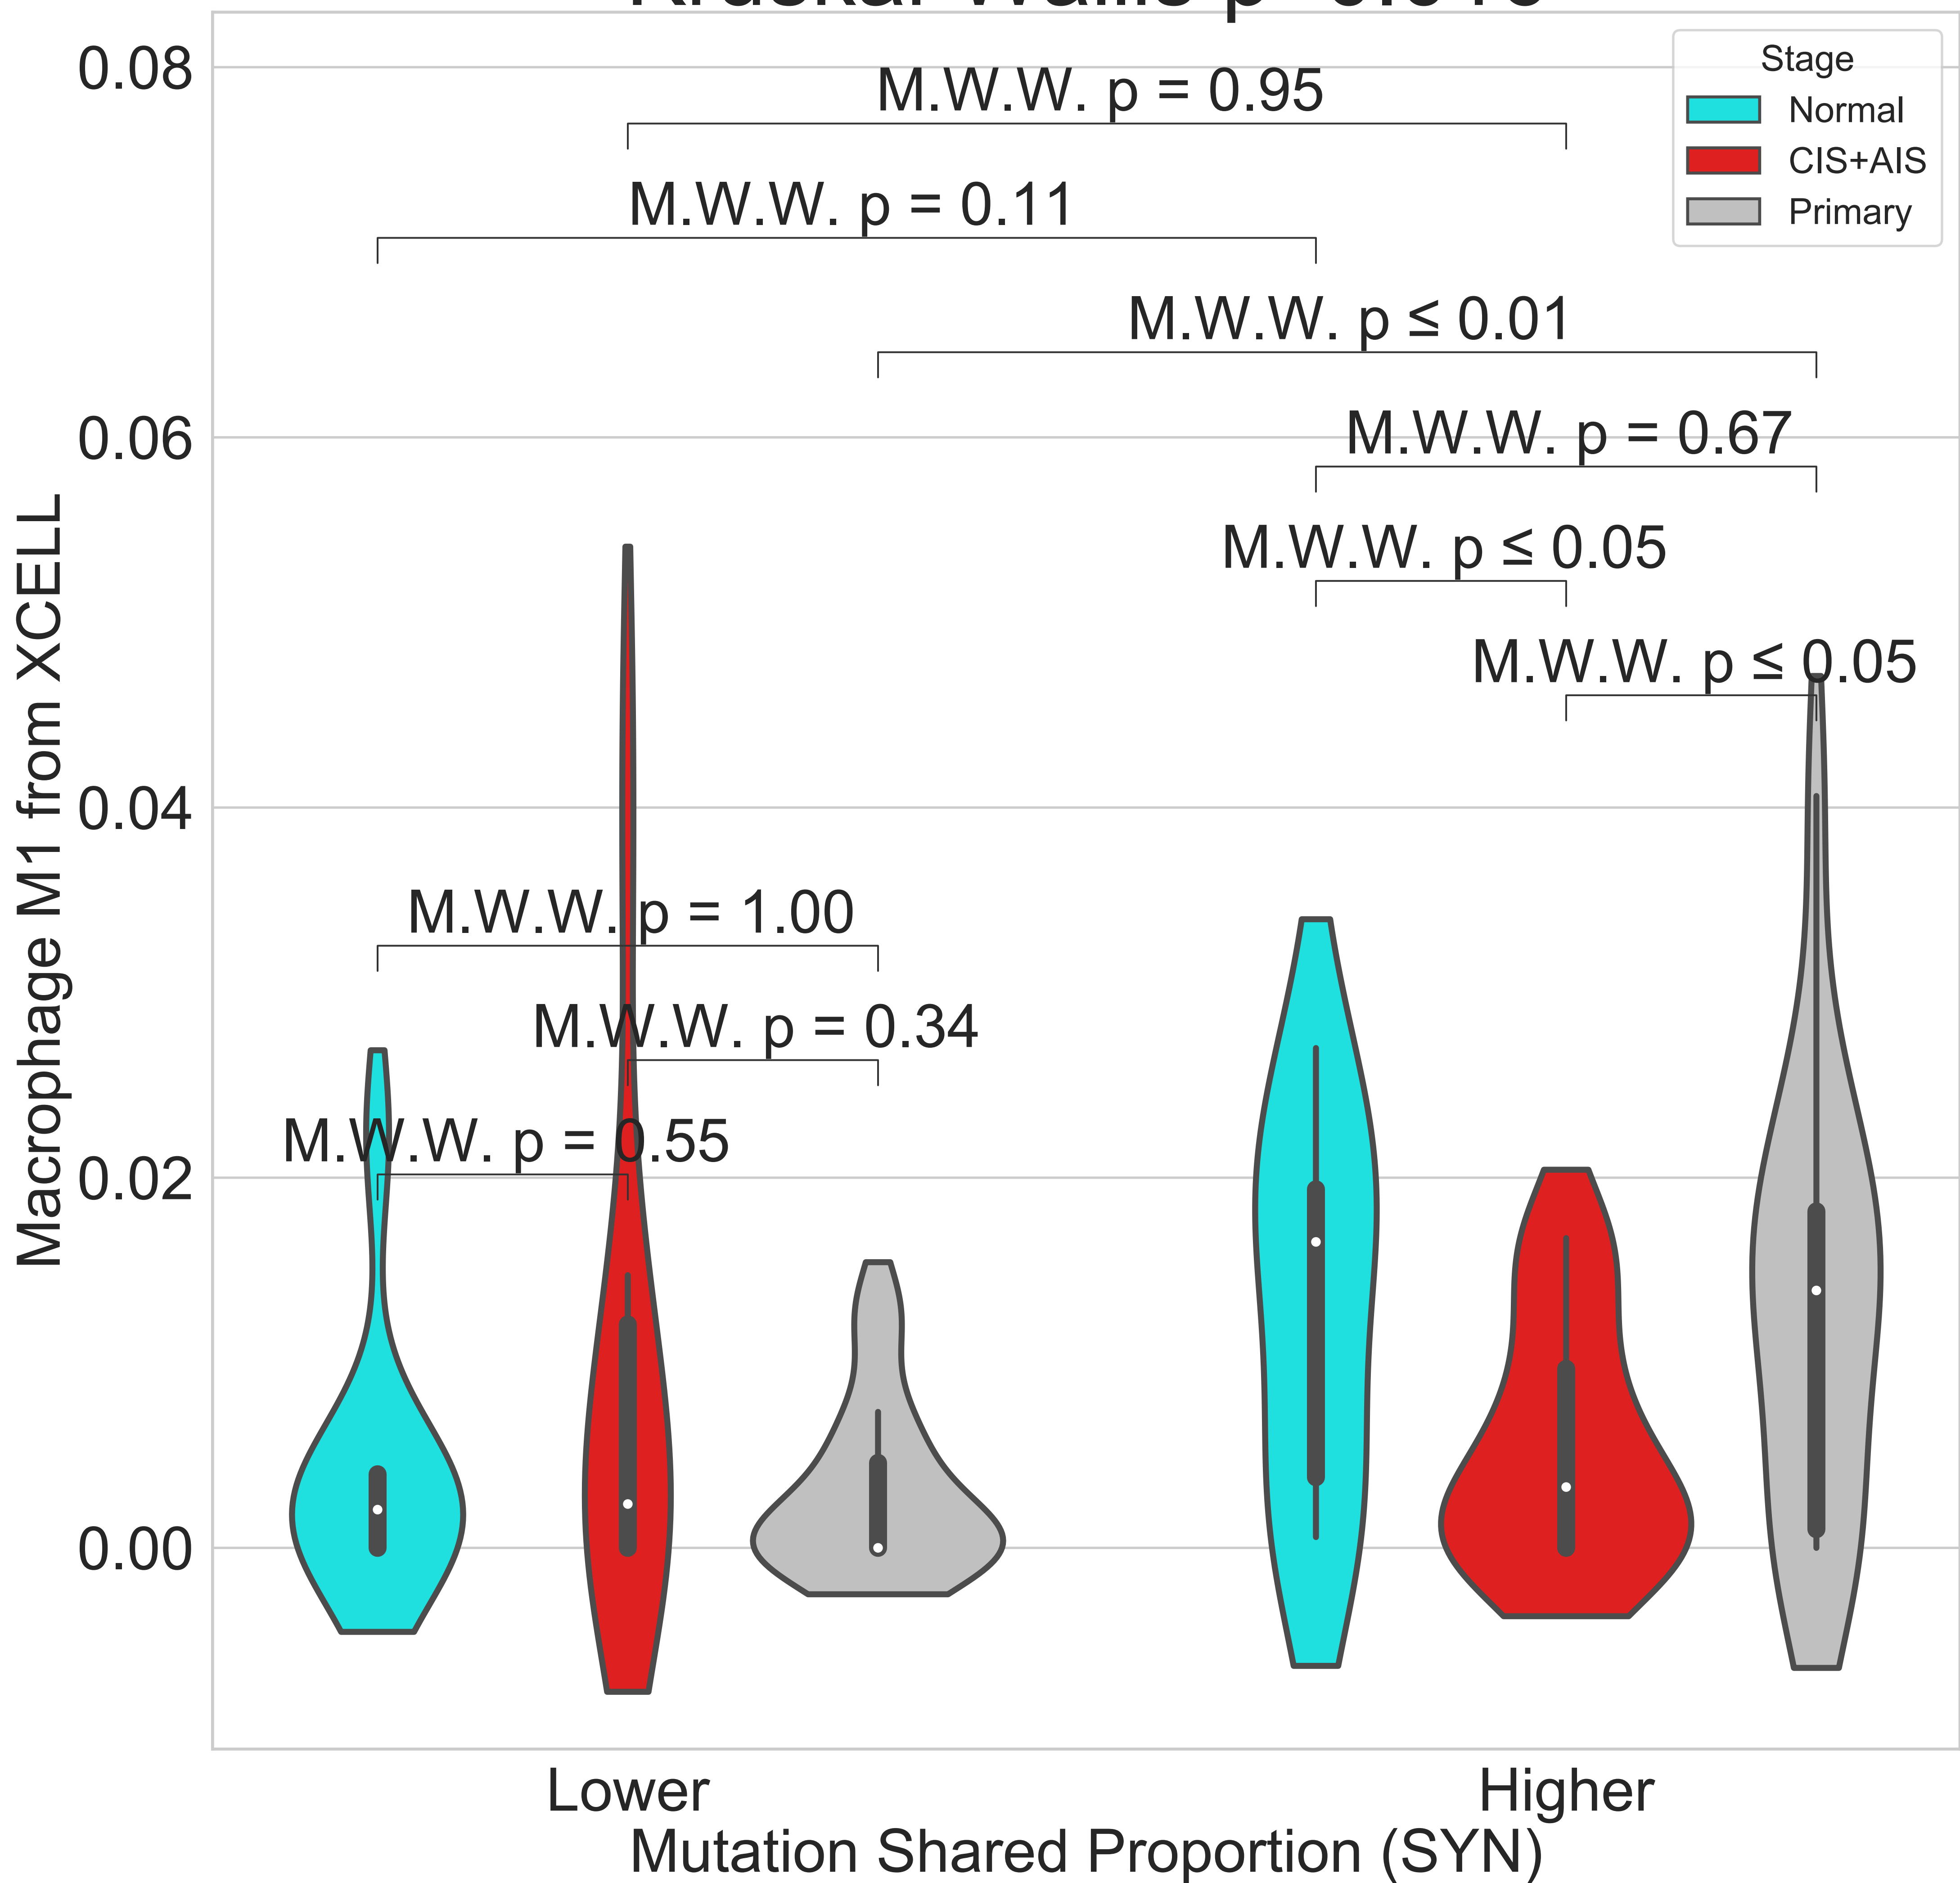 0.08
0.06
0.04
0.02
0.00
Macrophage M1 from XCELL
Stage
Normal
CIS+AIS
Primary
M.W.W. p = 0.95
M.W.W. p = 0.11
M.W.W. p ≤ 0.01
M.W.W. p = 0.67
M.W.W. p ≤ 0.05
M.W.W. p ≤ 0.05
M.W.W. p = 1.00
M.W.W. p = 0.34
M.W.W. p = 0.55
Lower
Higher
Mutation Shared Proportion (SYN)